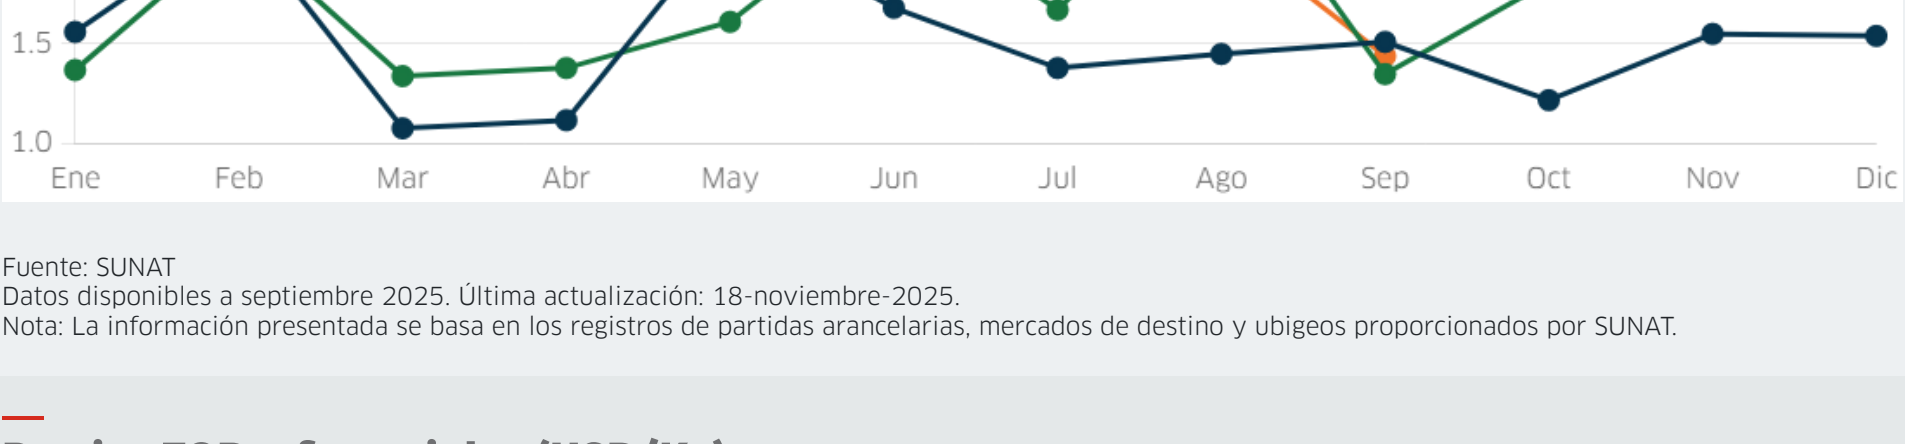 1.5
1.0
Ene Feb Mar Abr May Jun Jul Ago Sep Oct Nov Dic
Fuente: SUNAT
Datos disponibles a septiembre 2025. Última actualización: 18-noviembre-2025.
Nota: La información presentada se basa en los registros de partidas arancelarias, mercados de destino y ubigeos proporcionados por SUNAT.